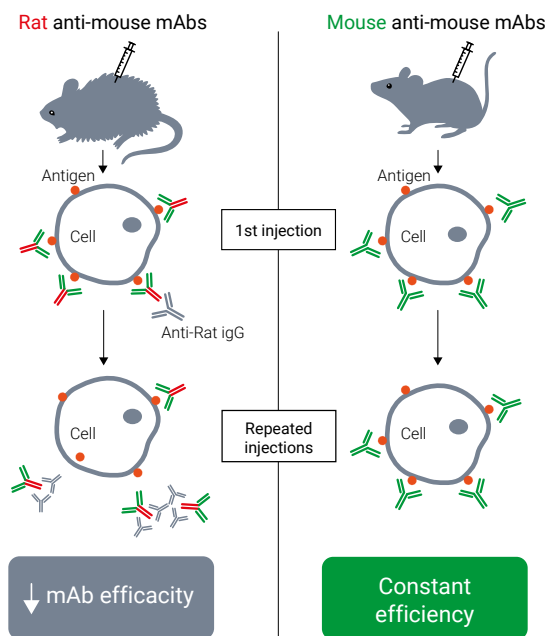 Rat anti-mouse mAbs
Mouse anti-mouse mAbs
Antigen
Antigen
Cell
1st injection
Cell
Anti-Rat igG
Cell
Repeated
injections
Cell
↓ mAb efficacity
Constant
efficiency